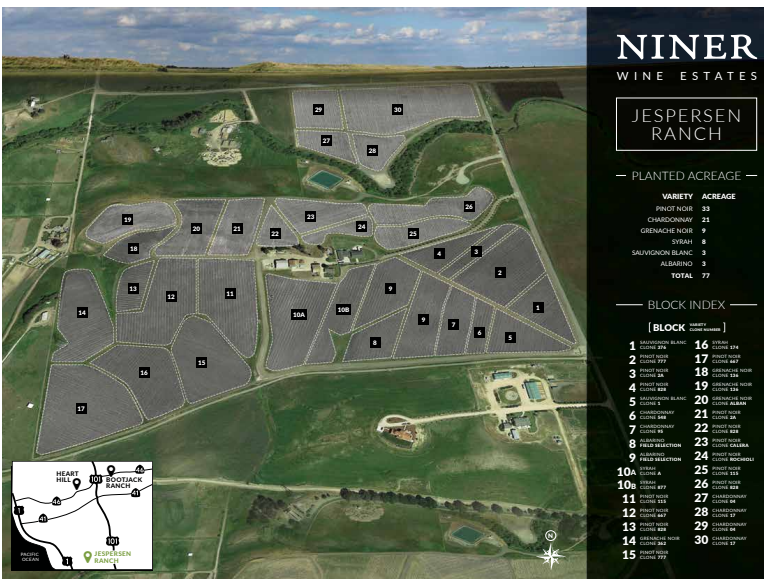 NINER
WINE ESTATES
JESPERSEN
RANCH
PLANTED ACREAGE
VARIETY ACREAGE
PINOT NOIR 33
CHARDONNAY 21
GRENACHE NOIR 9
SYRAH 8
SAUVIGNON BLANC 3
ALBARINO 3
TOTAL 77
BLOCK INDEX
[BLOCK VARIETY
CLONE NUMBER]
1 SAUVIGNON BLANC
CLONE 376
2 PINOT NOIR
CLONE 777
3 PINOT NOIR
CLONE 2A
4 PINOT NOIR
CLONE 828
5 SAUVIGNON BLANC
CLONE 1
6 CHARDONNAY
CLONE 548
7 CHARDONNAY
CLONE 95
8 ALBARINO
FIELD SELECTION
9 ALBARINO
FIELD SELECTION
10A SYRAH
CLONE A
10B SYRAH
CLONE 877
11 PINOT NOIR
CLONE 115
12 PINOT NOIR
CLONE 667
13 PINOT NOIR
CLONE 828
14 GRENACHE NOIR
CLONE 362
15 PINOT NOIR
CLONE 777
16 SYRAH
CLONE 174
17 PINOT NOIR
CLONE 667
18 GRENACHE NOIR
CLONE 136
19 GRENACHE NOIR
CLONE 136
20 GRENACHE NOIR
CLONE ALBAN
21 PINOT NOIR
CLONE 2A
22 PINOT NOIR
CLONE 828
23 PINOT NOIR
CLONE CALERA
24 PINOT NOIR
CLONE ROCHIOLI
25 PINOT NOIR
CLONE 115
26 PINOT NOIR
CLONE 828
27 CHARDONNAY
CLONE 04
28 CHARDONNAY
CLONE 17
29 CHARDONNAY
CLONE 04
30 CHARDONNAY
CLONE 17
29
30
27
28
19
20
21
23
26
22
24
25
18
4
3
2
13
12
11
9
14
10A
10B
1
9
7
6
5
8
15
16
17
HEART
HILL
101
46
BOOTJACK
RANCH
41
46
1
41
101
PACIFIC
OCEAN
1
JESPERSEN
RANCH
N